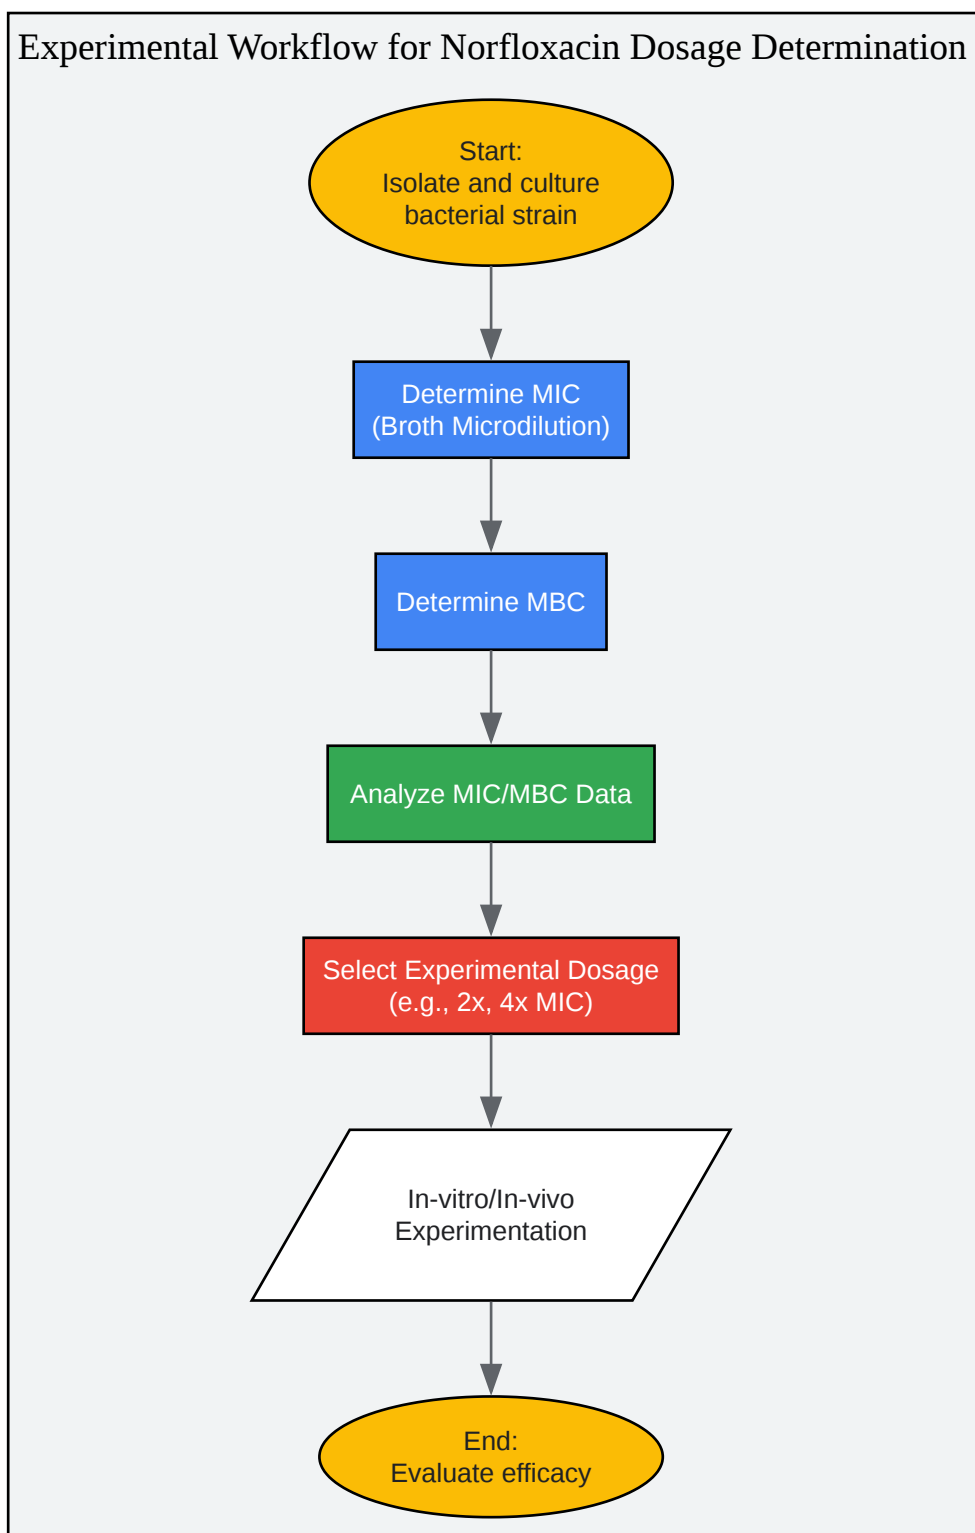 Experimental Workflow for Norfloxacin Dosage Determination
Start:
Isolate and culture
bacterial strain
Determine MIC
(Broth Microdilution)
Determine MBC
Analyze MIC/MBC Data
Select Experimental Dosage
(e.g., 2x, 4x MIC)
In-vitro/In-vivo
Experimentation
End:
Evaluate efficacy